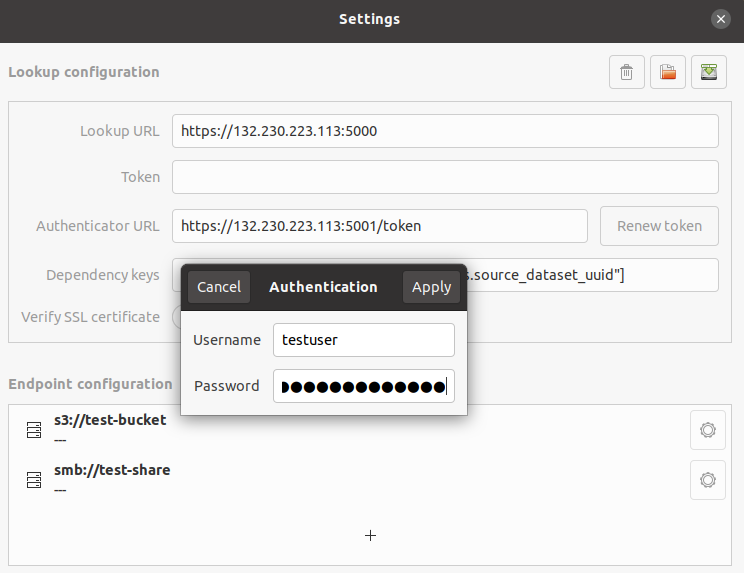 Settings
Lookup configuration
Lookup URL https://132.230.223.113:5000
Token
Authenticator URL https://132.230.223.113:5001/token Renew token
Dependency keys s.source_dataset_uuid"]
Cancel Authentication Apply
Verify SSL certificate
Username testuser
Password ●●●●●●●●●●●●●●●●
Endpoint configuration
s3://test-bucket
---
smb://test-share
---
+